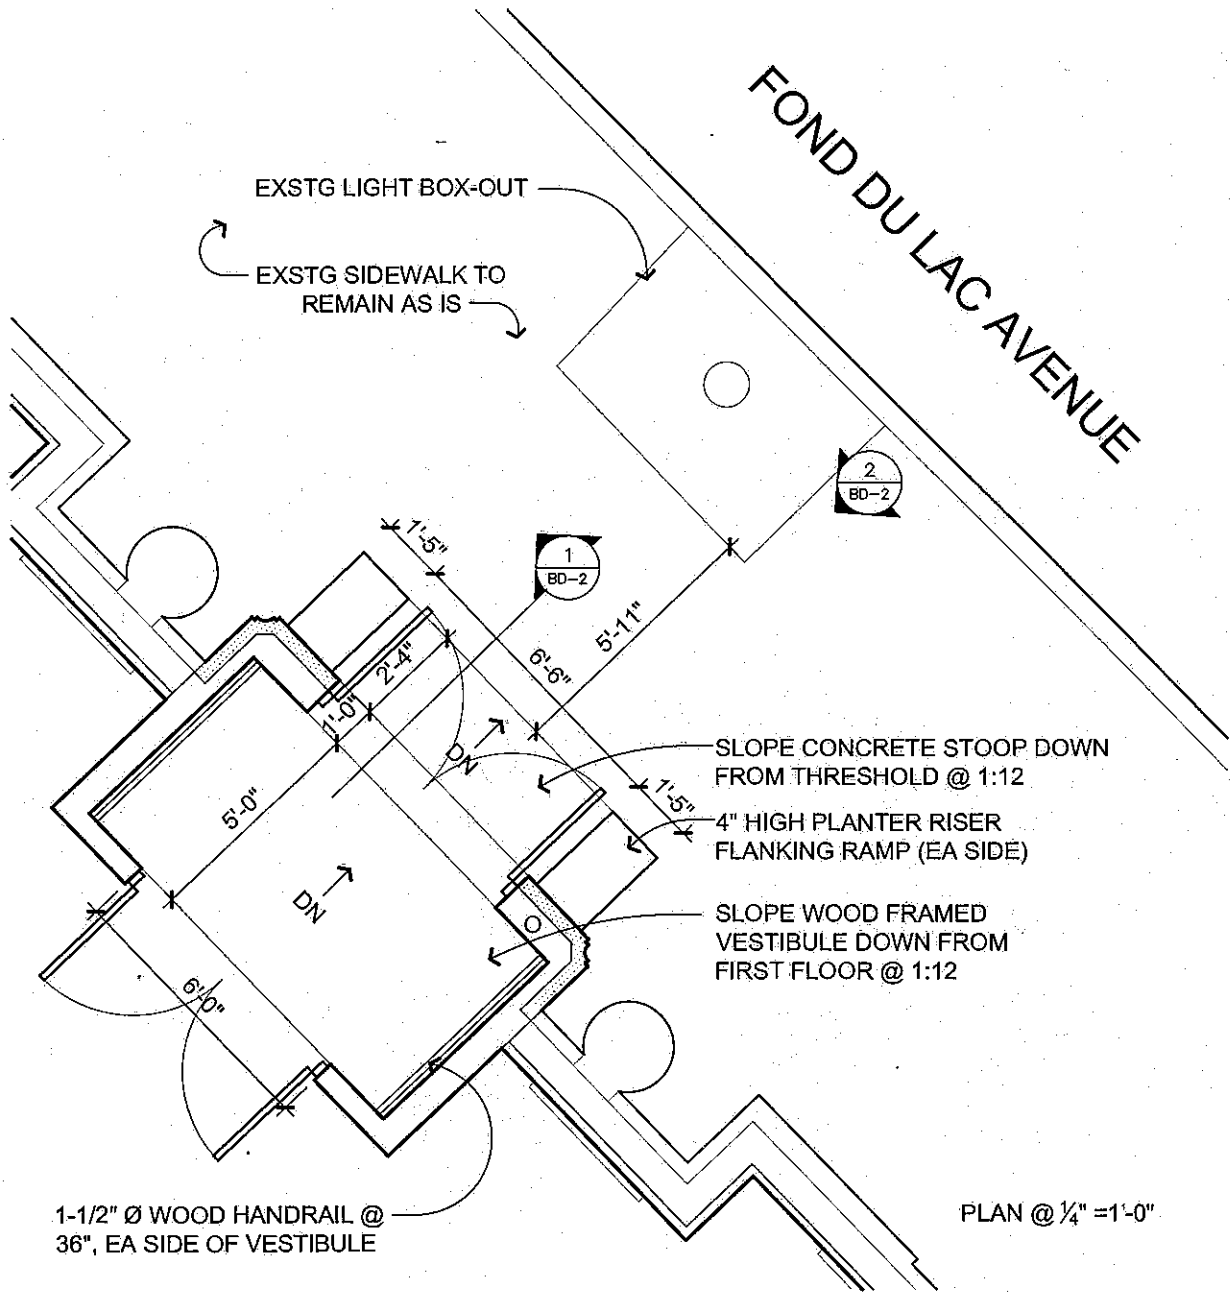 FOND DU LAC AVENUE
EXSTG LIGHT BOX-OUT
EXSTG SIDEWALK TO
REMAIN AS IS
2
BD-2
1
BD-2
1'-5"
5'-11"
6'-6"
2'-4"
1'-0"
DN
SLOPE CONCRETE STOOP DOWN
FROM THRESHOLD @ 1:12
1'-5"
4" HIGH PLANTER RISER
FLANKING RAMP (EA SIDE)
5'-0"
DN
SLOPE WOOD FRAMED
VESTIBULE DOWN FROM
FIRST FLOOR @ 1:12
6'-0"
1-1/2" Ø WOOD HANDRAIL @
36", EA SIDE OF VESTIBULE
PLAN @ ¼" =1'-0"